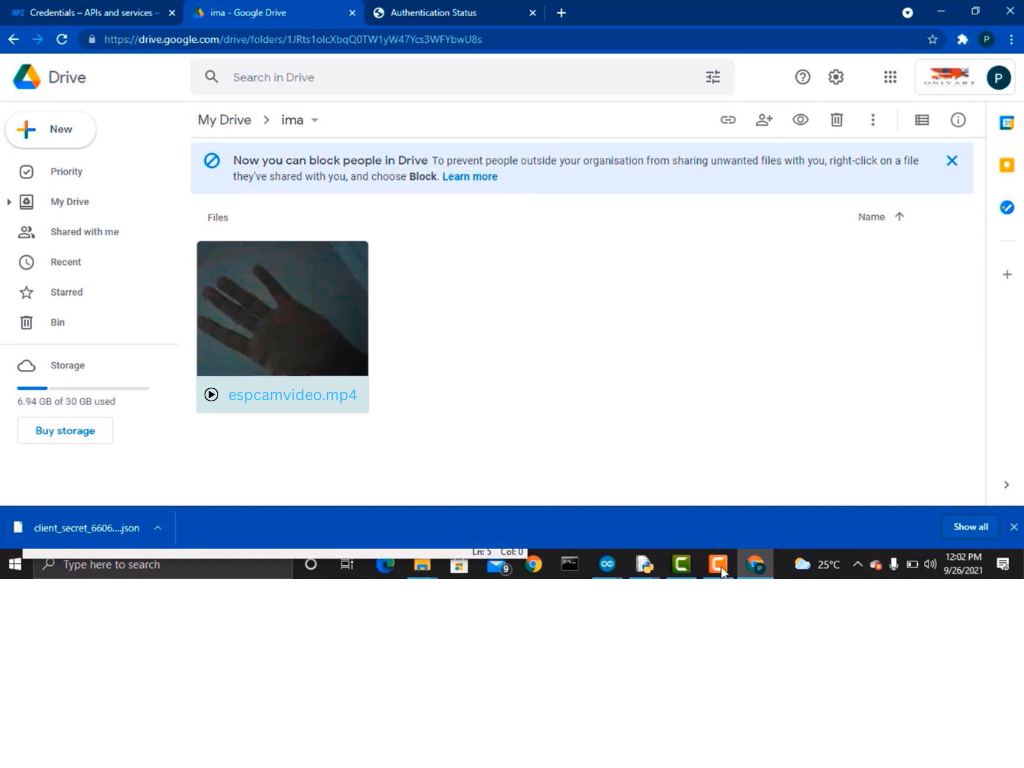 API Credentials – APIs and services –
ima - Google Drive
Authentication Status
https://drive.google.com/drive/folders/1JRts1olcXbqQ0TW1yW47Ycs3WFYbwU8s
P
Drive
Search in Drive
ONIVART
P
New
My Drive > ima
Now you can block people in Drive To prevent people outside your organisation from sharing unwanted files with you, right-click on a file
they've shared with you, and choose Block. Learn more
Priority
My Drive
Shared with me
Recent
Starred
Bin
Storage
6.94 GB of 30 GB used
Buy storage
Files
Name
espcamvideo.mp4
31
client_secret_6606....json
Show all
Ln: 5 Col: 0
Type here to search
9
P
25°C
12:02 PM
9/26/2021